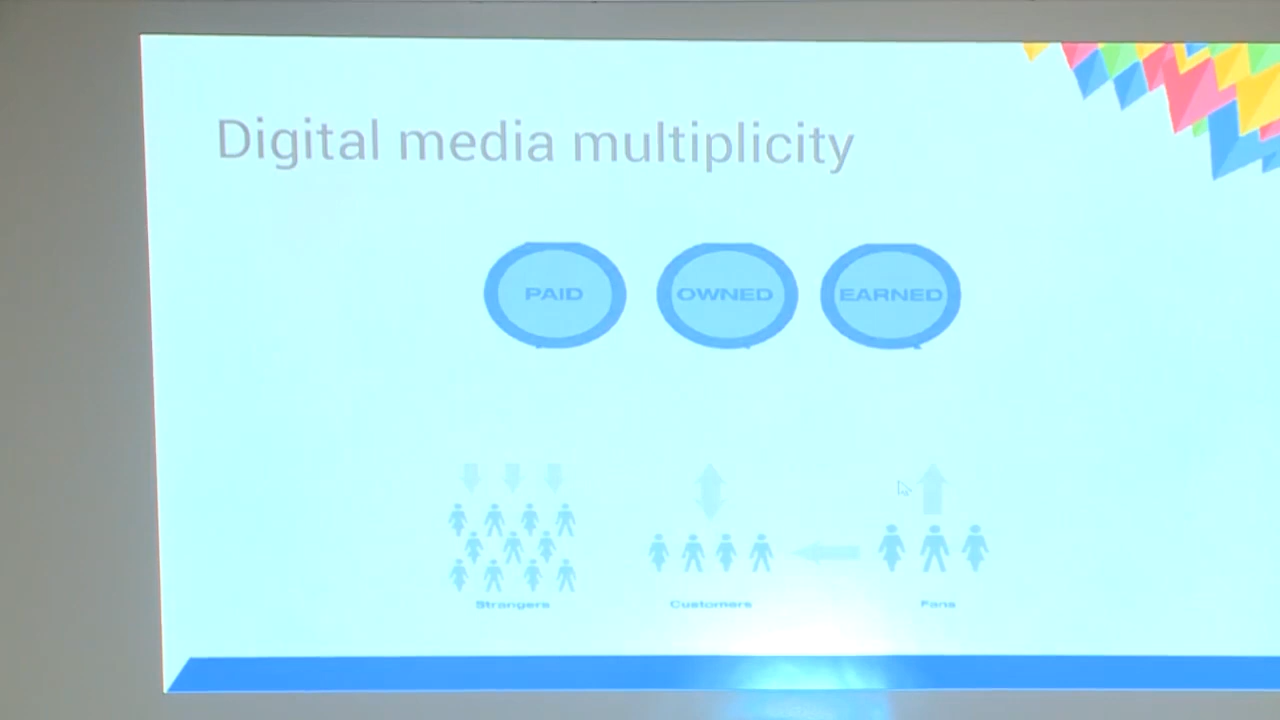 Digital media multiplicity
PAID OWNED EARNED
Strangers Customers Fans